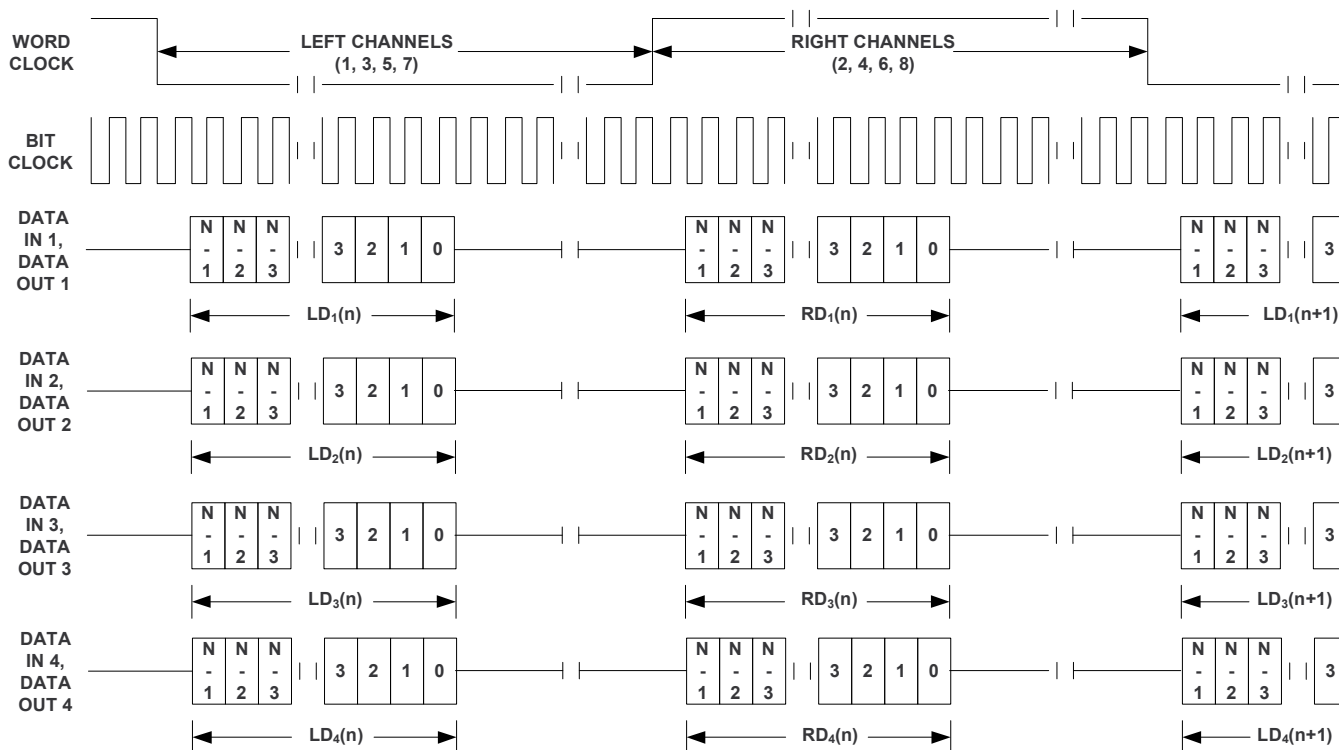 WORD
CLOCK
LEFT CHANNELS
(1, 3, 5, 7)
RIGHT CHANNELS
(2, 4, 6, 8)
BIT
CLOCK
DATA
IN 1,
DATA
OUT 1
N N N
- - -
1 2 3
3 2 1 0
N N N
- - -
1 2 3
3 2 1 0
N N N
- - -
1 2 3
3
LD₁(n)
RD₁(n)
LD₁(n+1)
DATA
IN 2,
DATA
OUT 2
N N N
- - -
1 2 3
3 2 1 0
N N N
- - -
1 2 3
3 2 1 0
N N N
- - -
1 2 3
3
LD₂(n)
RD₂(n)
LD₂(n+1)
DATA
IN 3,
DATA
OUT 3
N N N
- - -
1 2 3
3 2 1 0
N N N
- - -
1 2 3
3 2 1 0
N N N
- - -
1 2 3
3
LD₃(n)
RD₃(n)
LD₃(n+1)
DATA
IN 4,
DATA
OUT 4
N N N
- - -
1 2 3
3 2 1 0
N N N
- - -
1 2 3
3 2 1 0
N N N
- - -
1 2 3
3
LD₄(n)
RD₄(n)
LD₄(n+1)